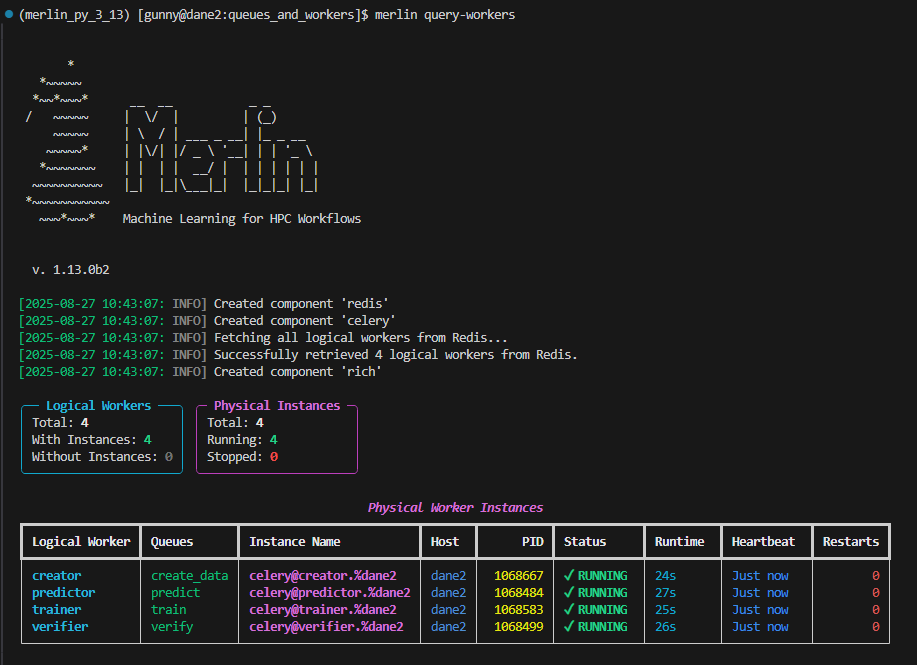 (merlin_py_3_13) [gunny@dane2:queues_and_workers]$ merlin query-workers
Merlin
Machine Learning for HPC Workflows
v. 1.13.0b2
[2025-08-27 10:43:07: INFO] Created component 'redis'
[2025-08-27 10:43:07: INFO] Created component 'celery'
[2025-08-27 10:43:07: INFO] Fetching all logical workers from Redis...
[2025-08-27 10:43:07: INFO] Successfully retrieved 4 logical workers from Redis.
[2025-08-27 10:43:07: INFO] Created component 'rich'
Logical Workers
Total: 4
With Instances: 4
Without Instances: 0
Physical Instances
Total: 4
Running: 4
Stopped: 0
Physical Worker Instances
Logical Worker Queues Instance Name Host PID Status Runtime Heartbeat Restarts
creator create_data celery@creator.%dane2 dane2 1068667 ✓ RUNNING 24s Just now 0
predictor predict celery@predictor.%dane2 dane2 1068484 ✓ RUNNING 27s Just now 0
trainer train celery@trainer.%dane2 dane2 1068583 ✓ RUNNING 25s Just now 0
verifier verify celery@verifier.%dane2 dane2 1068499 ✓ RUNNING 26s Just now 0